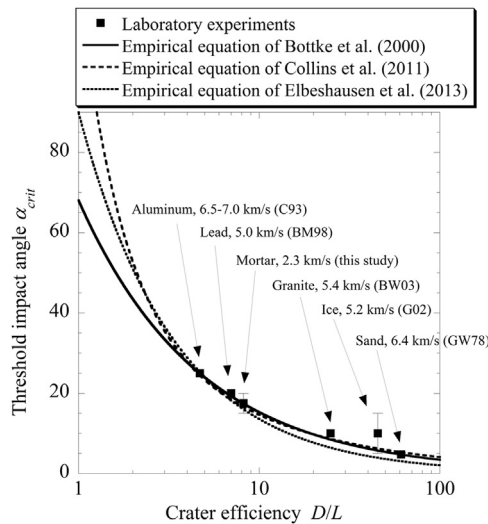 Laboratory experiments
Empirical equation of Bottke et al. (2000)
Empirical equation of Collins et al. (2011)
Empirical equation of Elbeshausen et al. (2013)
80
60
40
20
0
Threshold impact angle α_crit
Aluminum, 6.5-7.0 km/s (C93)
Lead, 5.0 km/s (BM98)
Mortar, 2.3 km/s (this study)
Granite, 5.4 km/s (BW03)
Ice, 5.2 km/s (G02)
Sand, 6.4 km/s (GW78)
1 10 100
Crater efficiency D/L